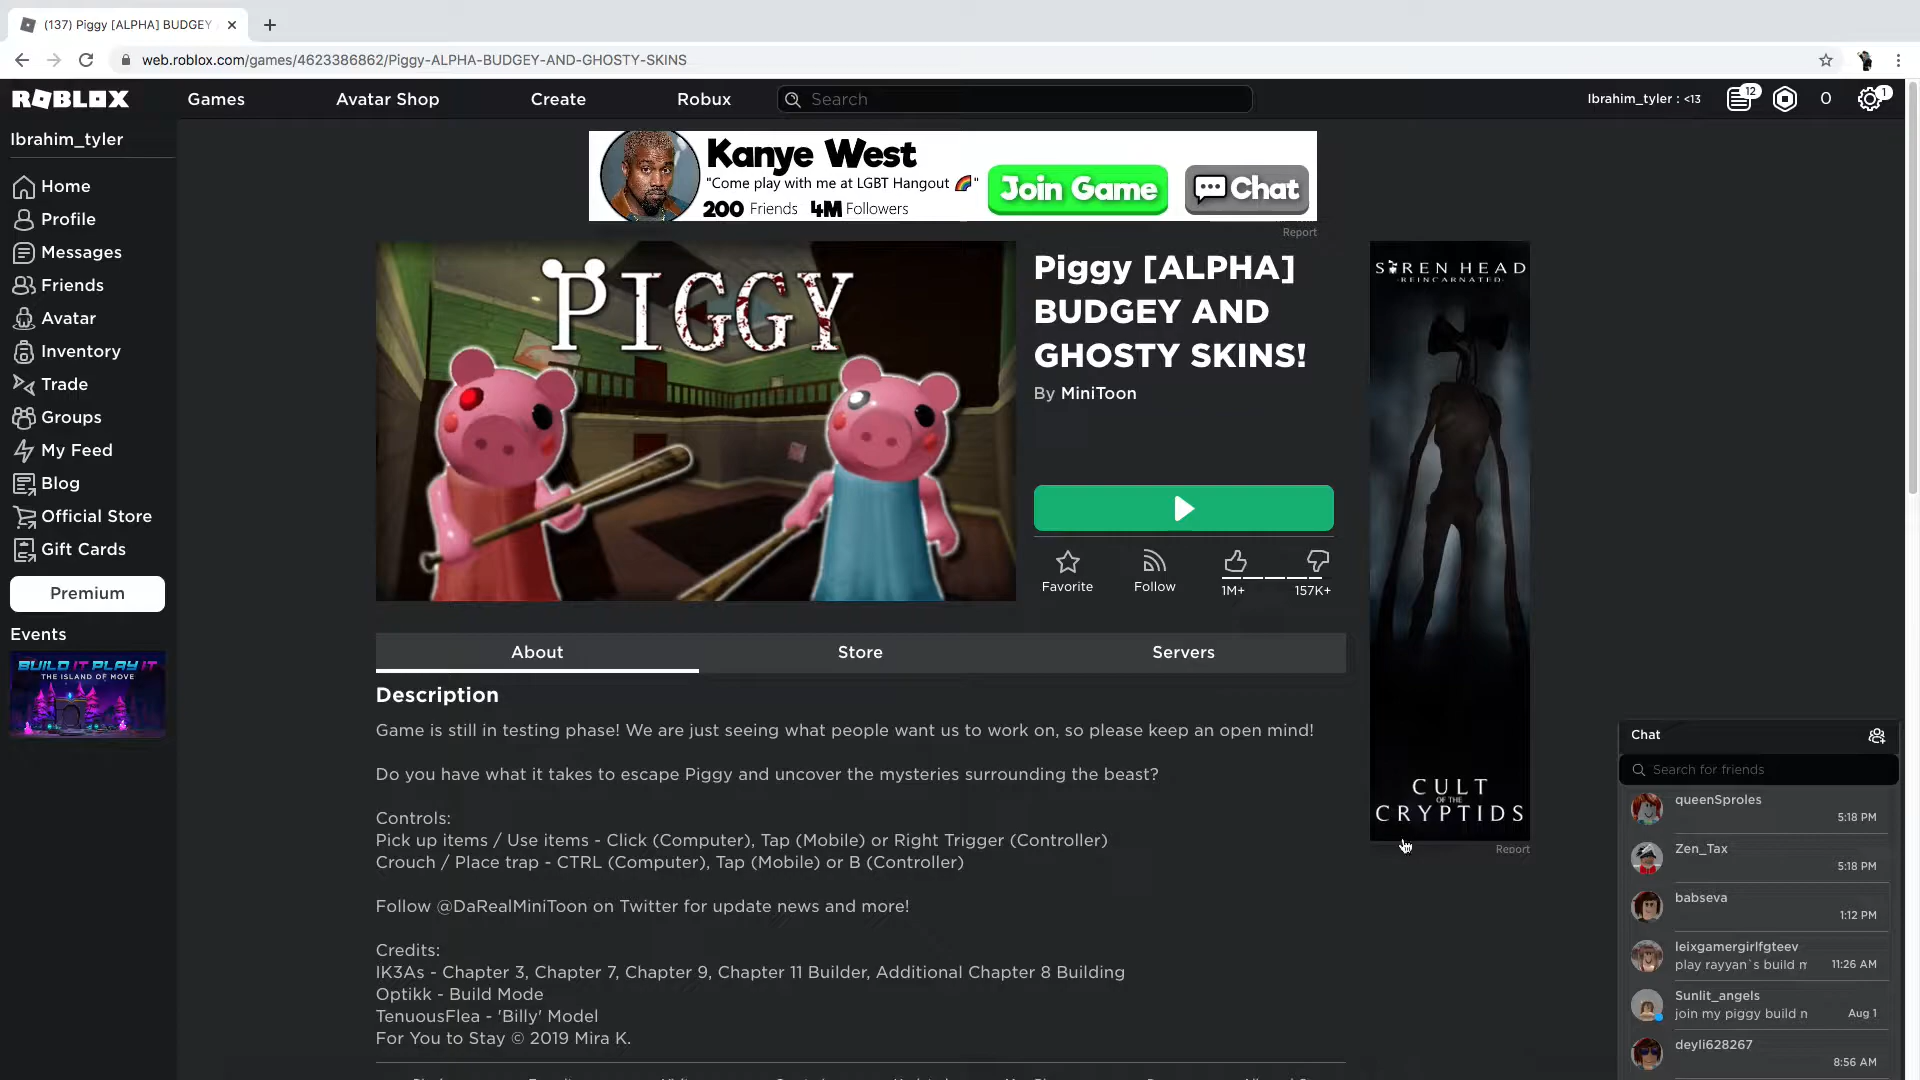 (137) Piggy [ALPHA] BUDGEY
web.roblox.com/games/4623386862/Piggy-ALPHA-BUDGEY-AND-GHOSTY-SKINS
ROBLOX
Games
Avatar Shop
Create
Robux
Search
Ibrahim_tyler : <13
12
0
1
Ibrahim_tyler
Home
Profile
Messages
Friends
Avatar
Inventory
Trade
Groups
My Feed
Blog
Official Store
Gift Cards
Premium
Events
BUILD IT PLAY IT
THE ISLAND OF MOVE
Kanye West
"Come play with me at LGBT Hangout 🌈"
200 Friends 4M Followers
Join Game
Chat
Report
PIGGY
Piggy [ALPHA]
BUDGEY AND
GHOSTY SKINS!
By MiniToon
Favorite
Follow
1M+
157K+
SIREN HEAD
-REINCARNATED-
CULT
OF THE
CRYPTIDS
Report
About
Store
Servers
Description
Game is still in testing phase! We are just seeing what people want us to work on, so please keep an open mind!
Do you have what it takes to escape Piggy and uncover the mysteries surrounding the beast?
Controls:
Pick up items / Use items - Click (Computer), Tap (Mobile) or Right Trigger (Controller)
Crouch / Place trap - CTRL (Computer), Tap (Mobile) or B (Controller)
Follow @DaRealMiniToon on Twitter for update news and more!
Credits:
IK3As - Chapter 3, Chapter 7, Chapter 9, Chapter 11 Builder, Additional Chapter 8 Building
Optikk - Build Mode
TenuousFlea - 'Billy' Model
For You to Stay © 2019 Mira K.
Chat
Search for friends
queenSproles
5:18 PM
Zen_Tax
5:18 PM
babseva
1:12 PM
leixgamergirlfgteev
play rayyan`s build m
11:26 AM
Sunlit_angels
join my piggy build m
Aug 1
deyli628267
8:56 AM